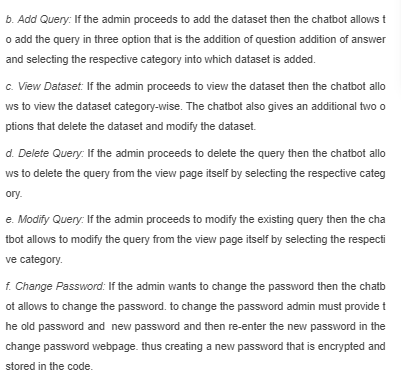 b. Add Query: If the admin proceeds to add the dataset then the chatbot allows t
o add the query in three option that is the addition of question addition of answer
and selecting the respective category into which dataset is added.
c. View Dataset: If the admin proceeds to view the dataset then the chatbot allo
ws to view the dataset category-wise. The chatbot also gives an additional two o
ptions that delete the dataset and modify the dataset.
d. Delete Query: If the admin proceeds to delete the query then the chatbot allo
ws to delete the query from the view page itself by selecting the respective categ
ory.
e. Modify Query: If the admin proceeds to modify the existing query then the cha
tbot allows to modify the query from the view page itself by selecting the respecti
ve category.
f. Change Password: If the admin wants to change the password then the chatb
ot allows to change the password. to change the password admin must provide t
he old password and  new password and then re-enter the new password in the
change password webpage. thus creating a new password that is encrypted and
stored in the code.